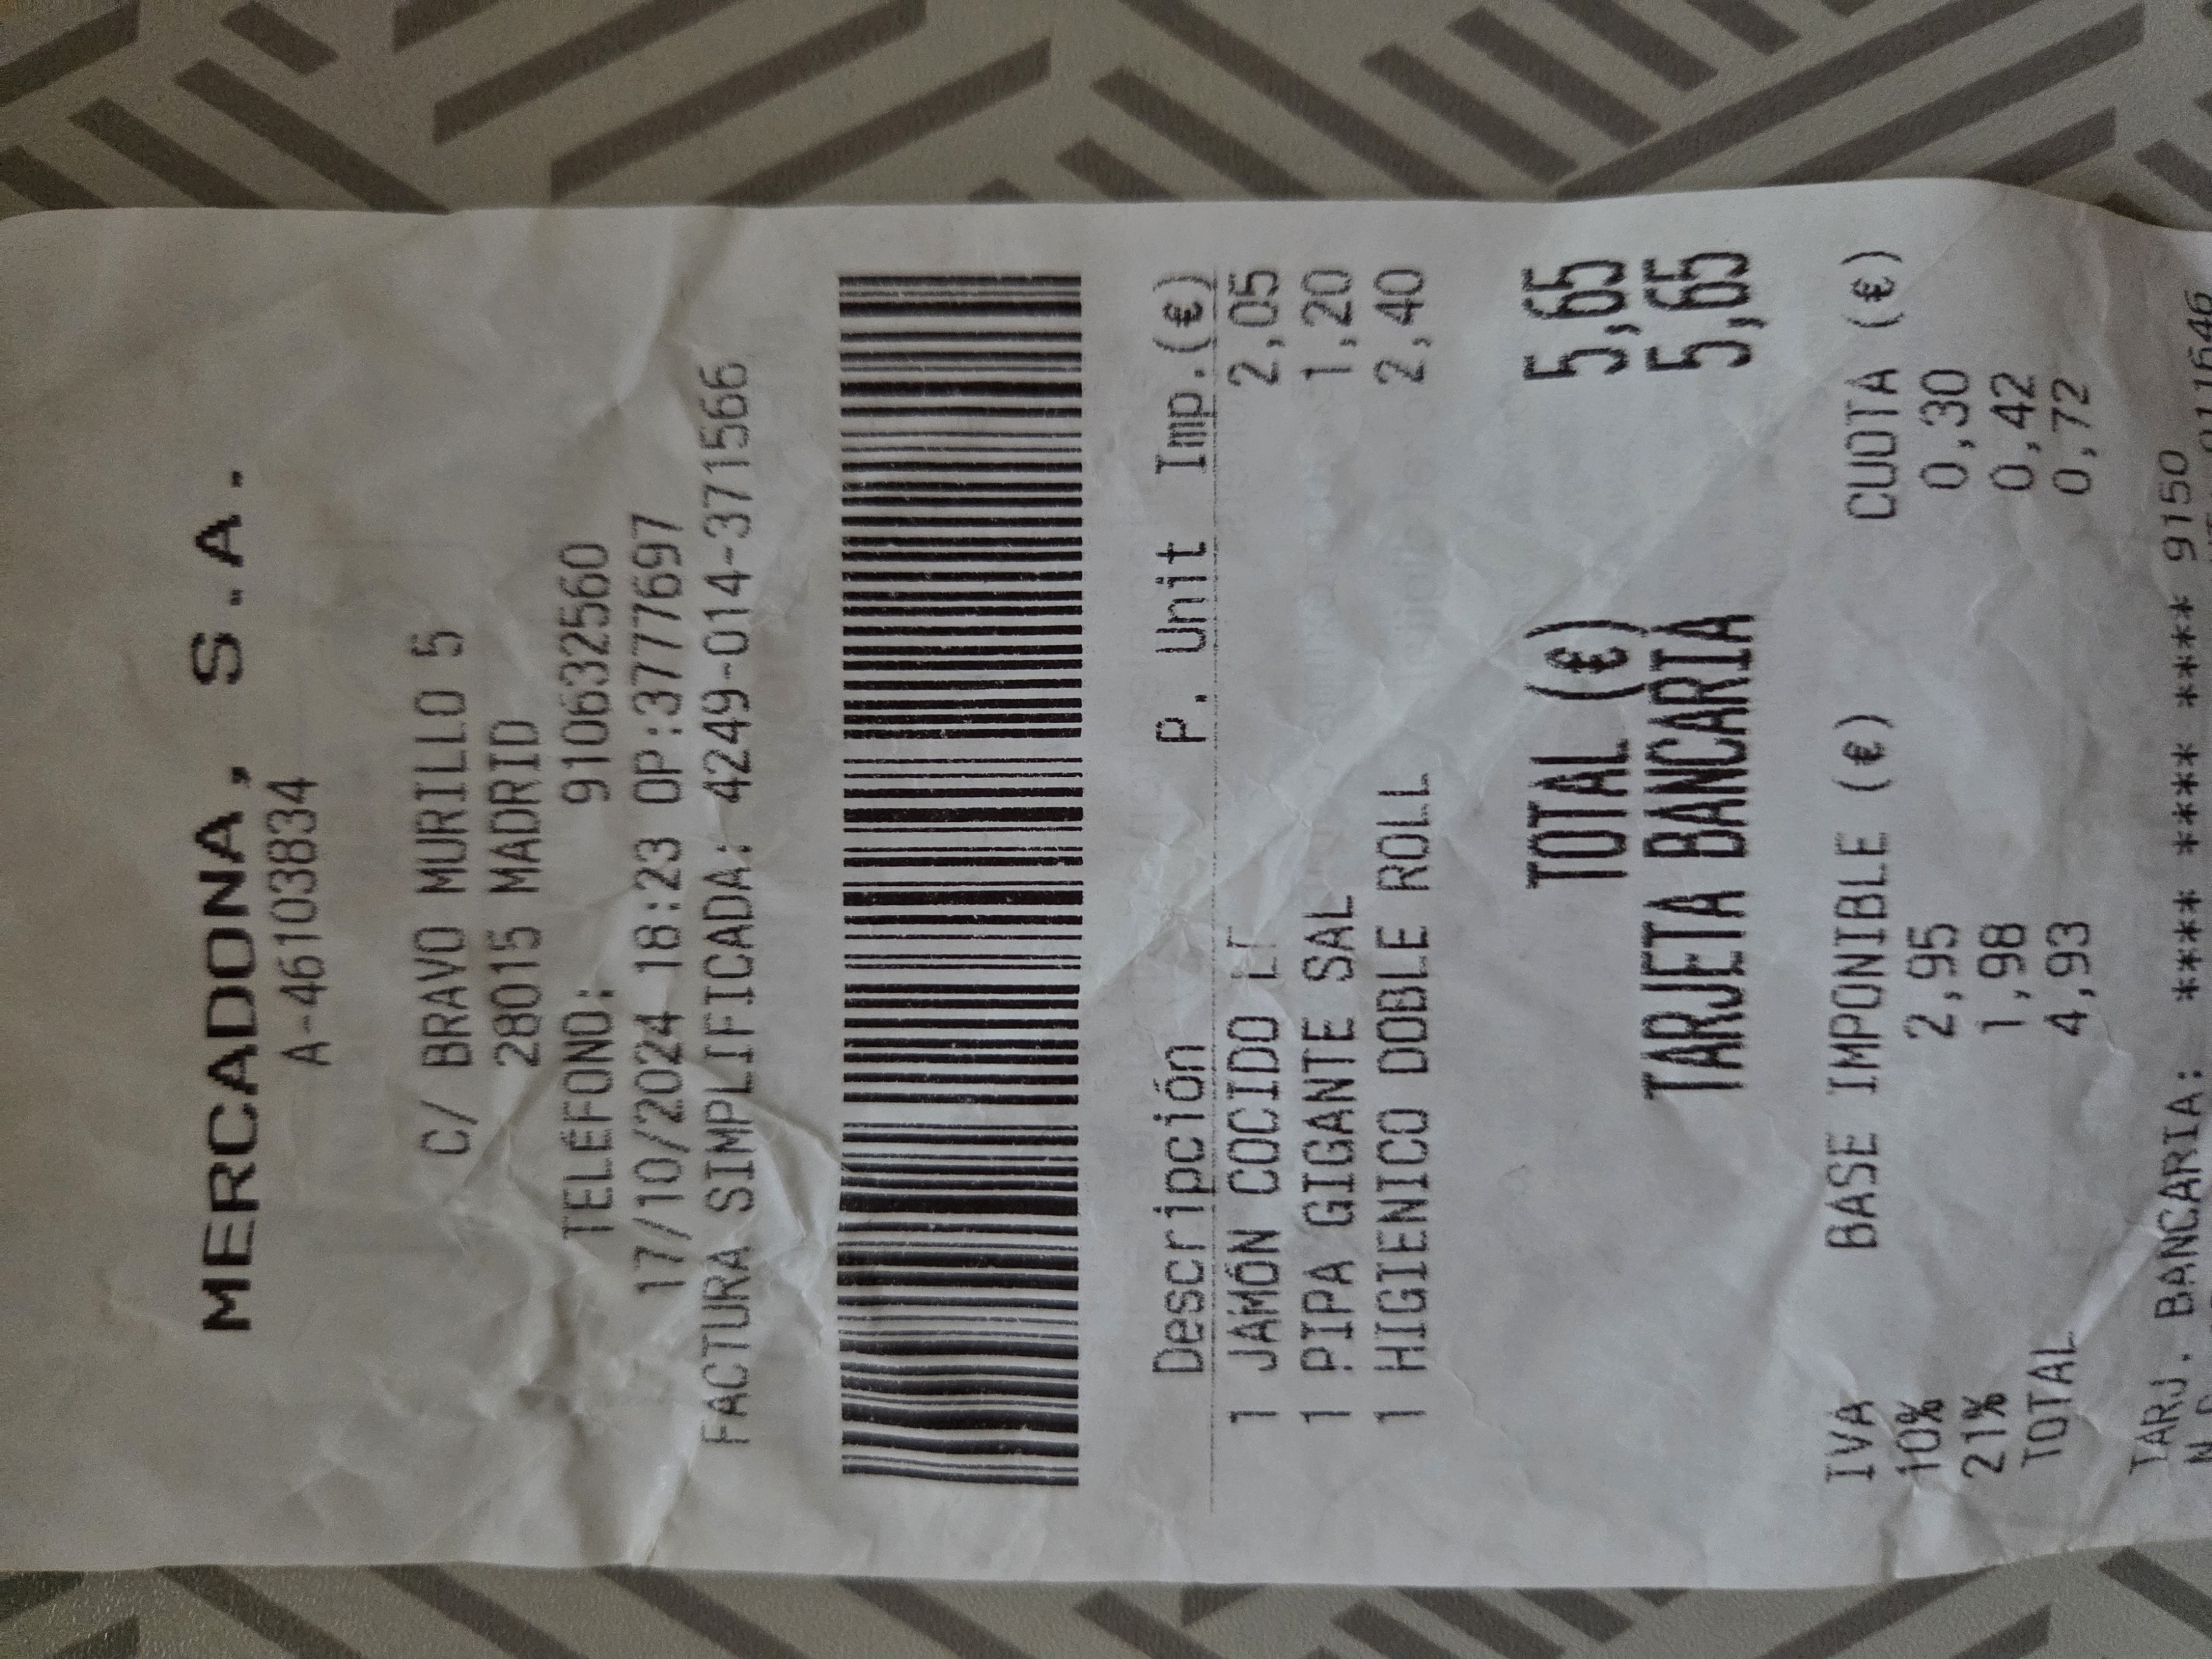 MERCADONA, S.A.
A-46103834
C/ BRAVO MURILLO 5
28015 MADRID
TELÉFONO: 910632560
17/10/2024 18:23 OP:3777697
FACTURA SIMPLIFICADA: 4249-014-371566
Descripción P. Unit Imp.(€)
1 JAMÓN COCIDO 2,05
1 PIPA GIGANTE SAL 1,20
1 HIGIENICO DOBLE ROLL 2,40
TOTAL (€) 5,65
TARJETA BANCARIA 5,65
IVA BASE IMPONIBLE (€) CUOTA (€)
10% 2,95 0,30
21% 1,98 0,42
TOTAL 4,93 0,72
TARJ. BANCARIA: **** **** **** 9150